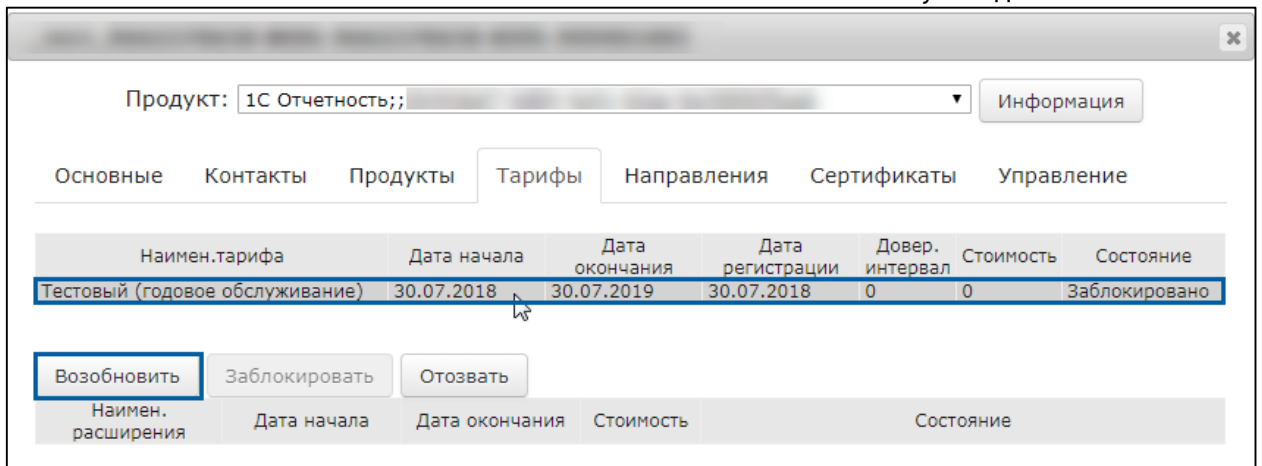 Продукт: 1С Отчетность;; Информация
Основные Контакты Продукты Тарифы Направления Сертификаты Управление
Наимен.тарифа Дата начала Дата окончания Дата регистрации Довер. интервал Стоимость Состояние
Тестовый (годовое обслуживание) 30.07.2018 30.07.2019 30.07.2018 0 0 Заблокировано
Возобновить Заблокировать Отозвать
Наимен. расширения Дата начала Дата окончания Стоимость Состояние